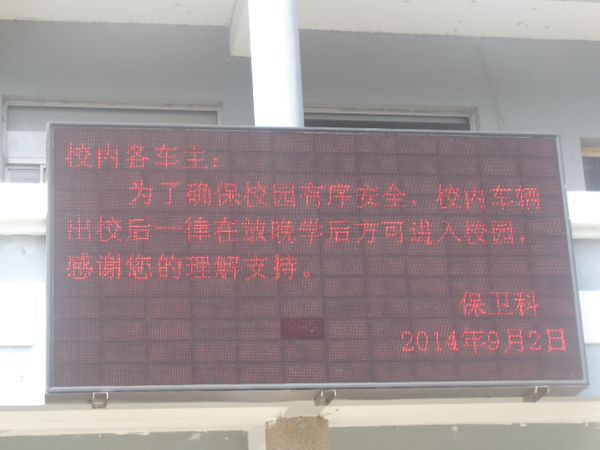 校内各车主：
为了确保校园有序安全，校内车辆
出校后一律在放晚学后方可进入校园，
感谢您的理解支持。
保卫科
2014年9月2日